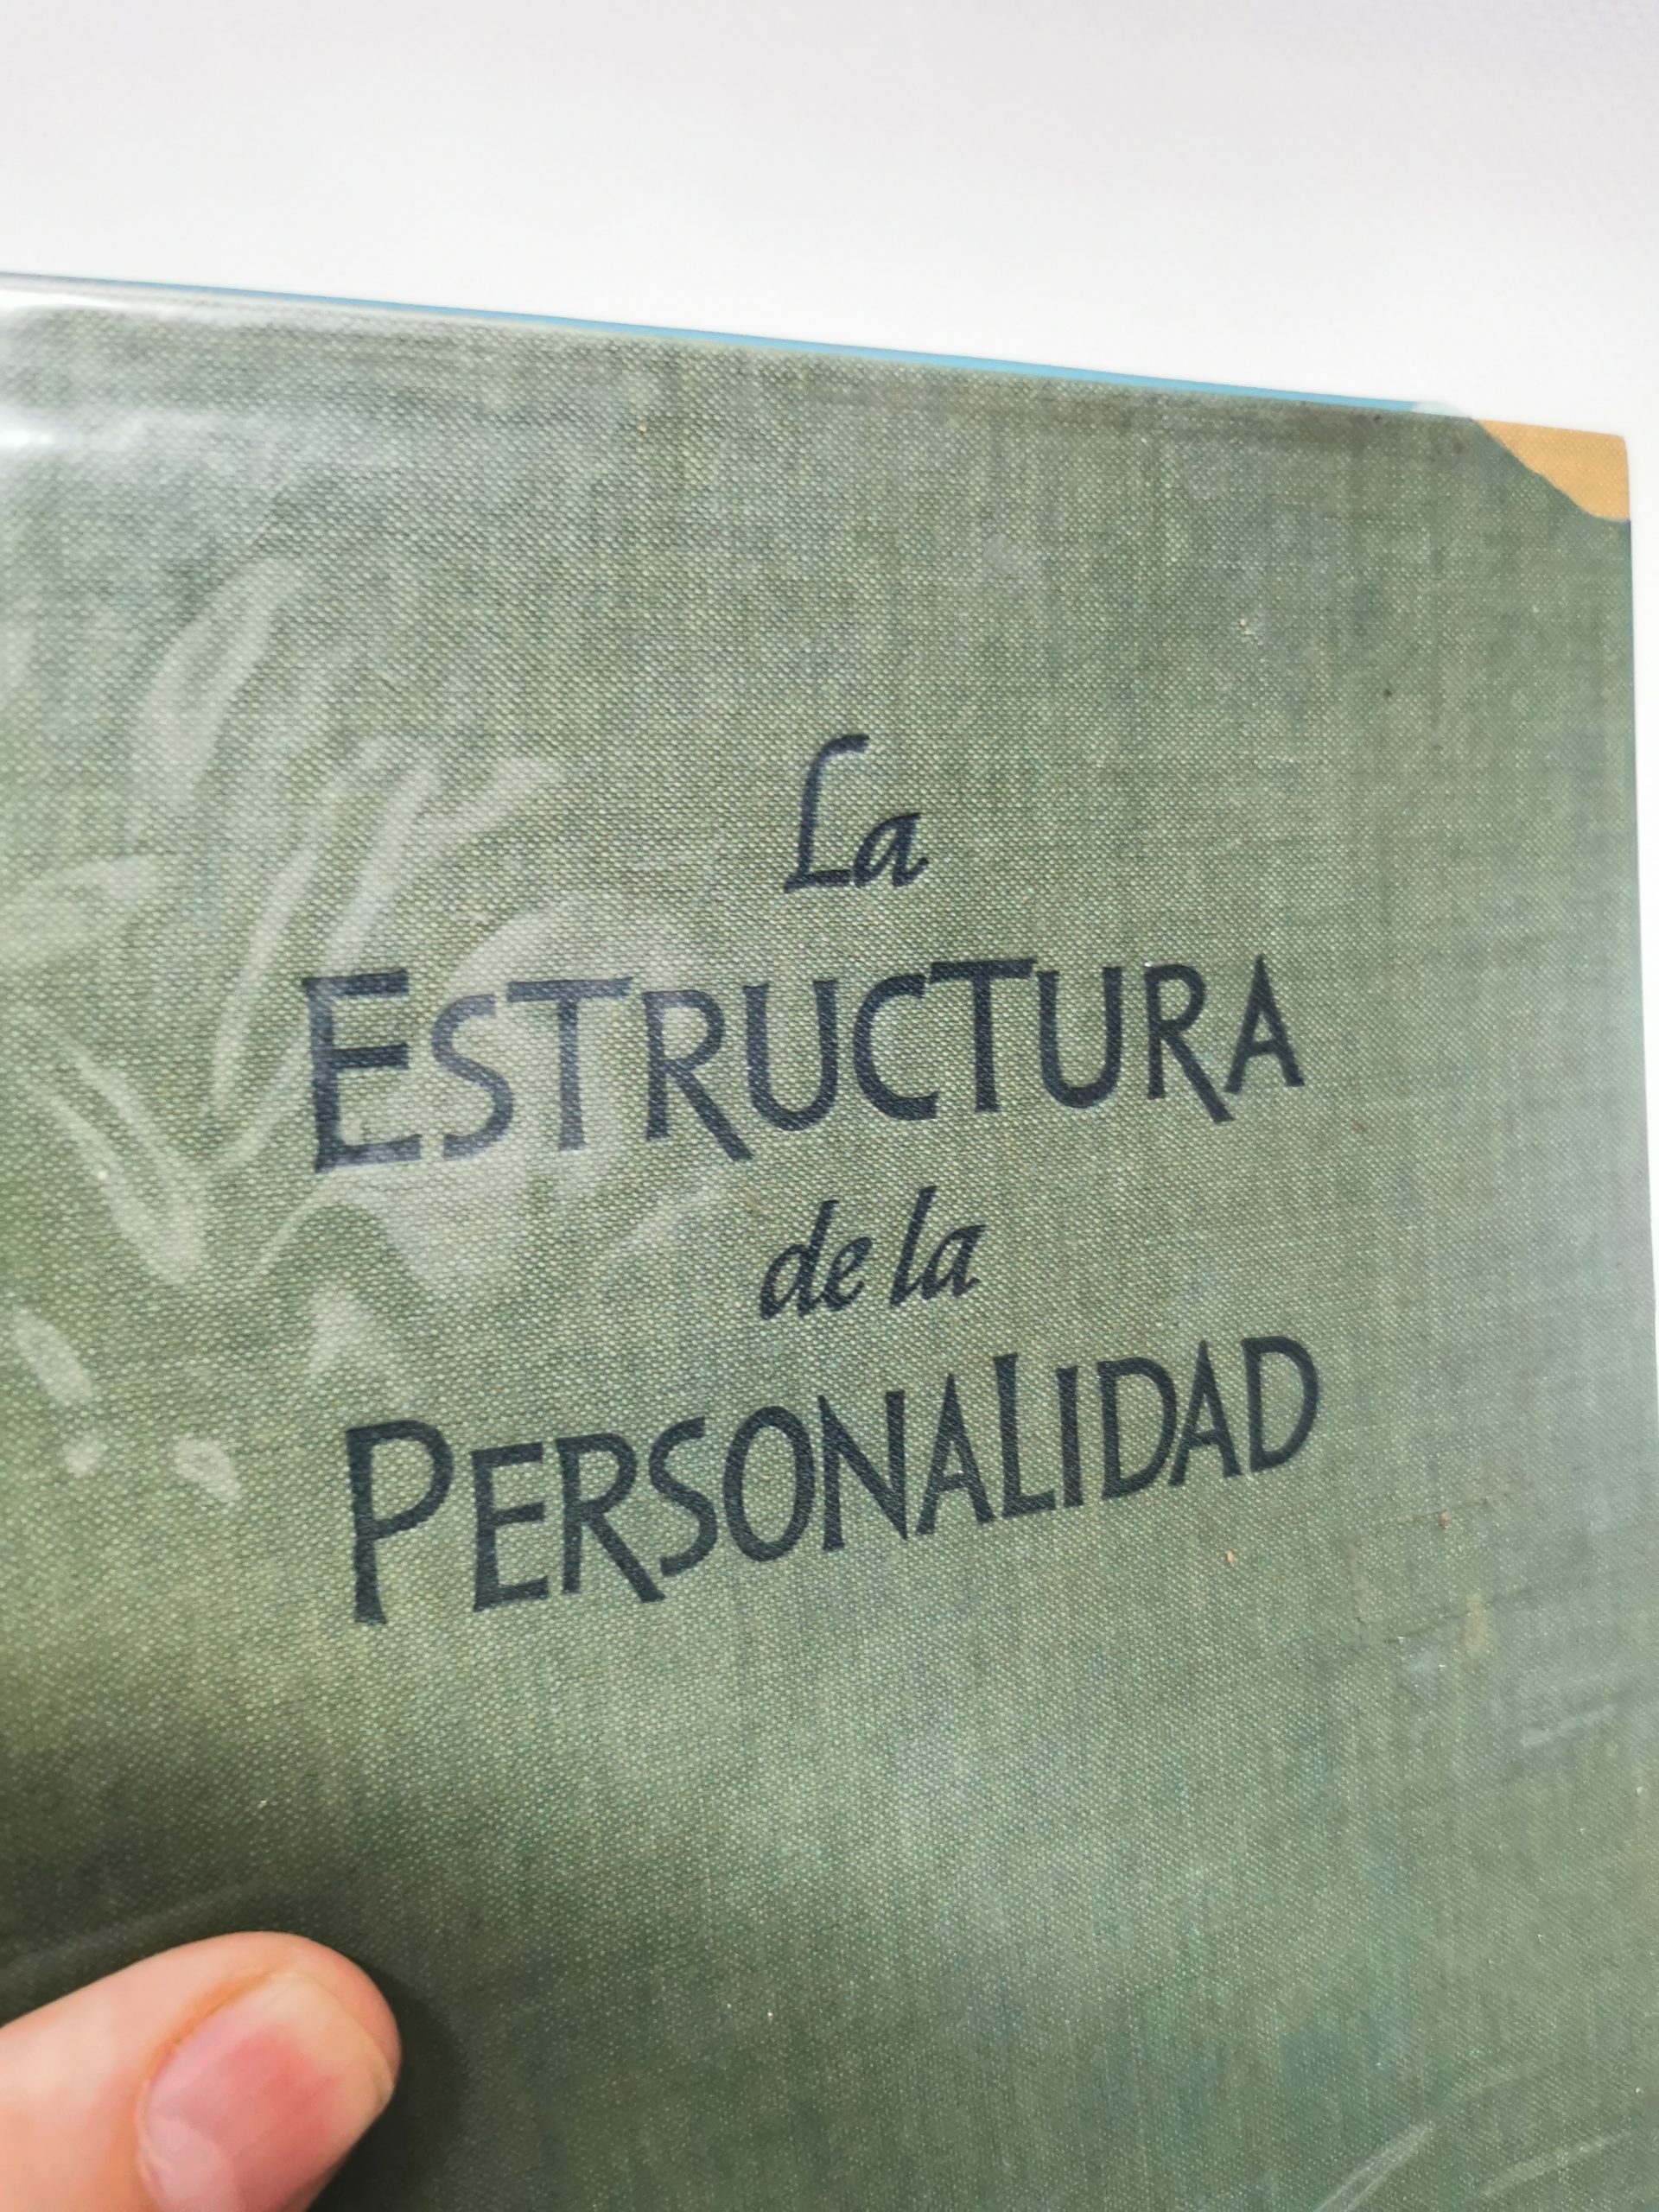 La
ESTRUCTURA
de la
PERSONALIDAD